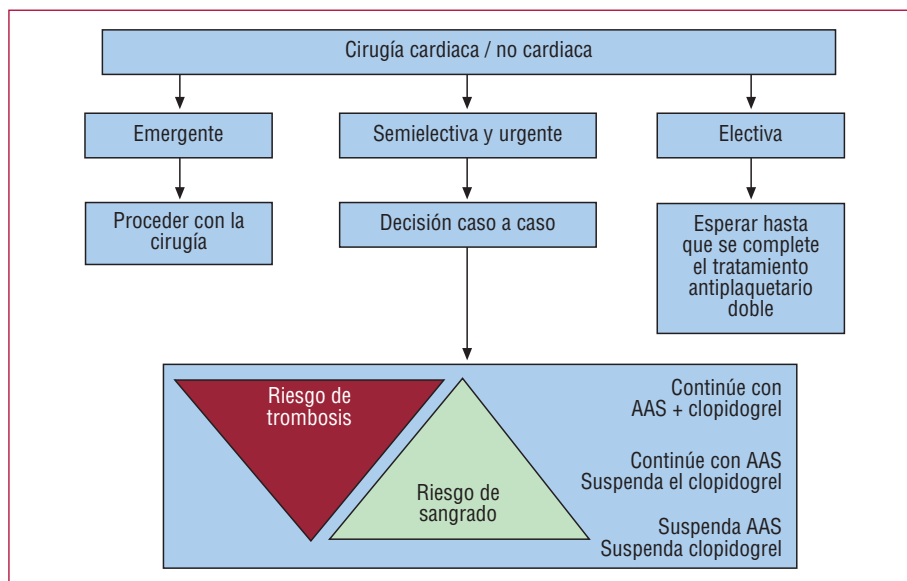 Cirugía cardiaca / no cardiaca
Emergente
Semielectiva y urgente
Electiva
Proceder con la
cirugía
Decisión caso a caso
Esperar hasta
que se complete
el tratamiento
antiplaquetario
doble
Riesgo de
trombosis
Riesgo de
sangrado
Continúe con
AAS + clopidogrel
Continúe con AAS
Suspenda el clopidogrel
Suspenda AAS
Suspenda clopidogrel